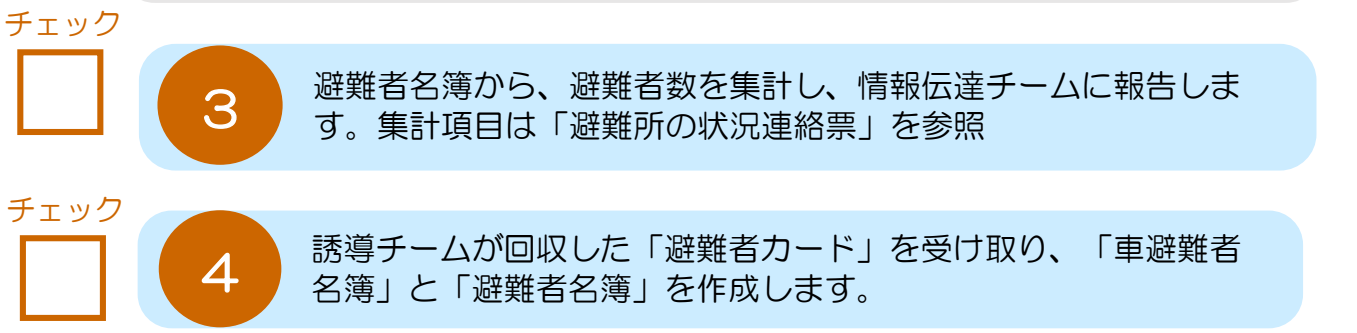 チェック
3
避難者名簿から、避難者数を集計し、情報伝達チームに報告しま
す。集計項目は「避難所の状況連絡票」を参照
チェック
4
誘導チームが回収した「避難者カード」を受け取り、「車避難者
名簿」と「避難者名簿」を作成します。